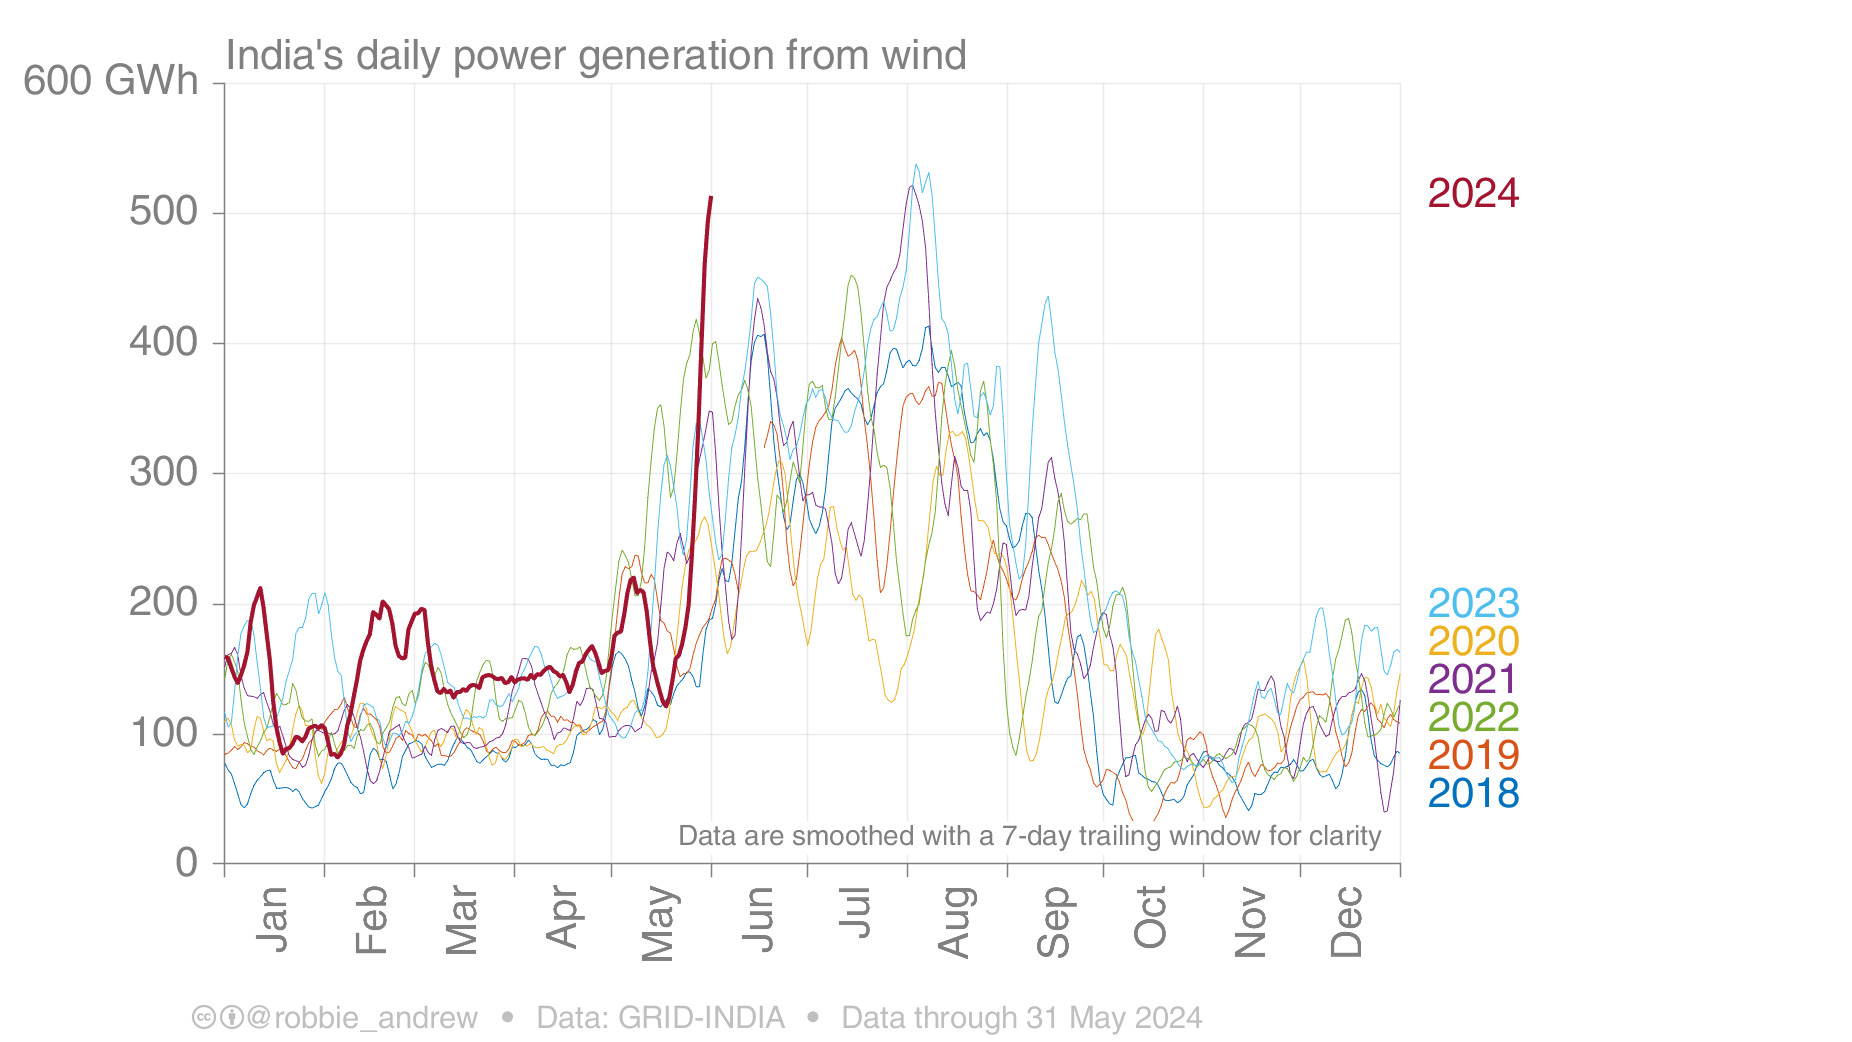 India's daily power generation from wind
600 GWh
500
400
300
200
100
0
2024
2023
2020
2021
2022
2019
2018
Data are smoothed with a 7-day trailing window for clarity
Jan Feb Mar Apr May Jun Jul Aug Sep Oct Nov Dec
cc @robbie_andrew • Data: GRID-INDIA • Data through 31 May 2024